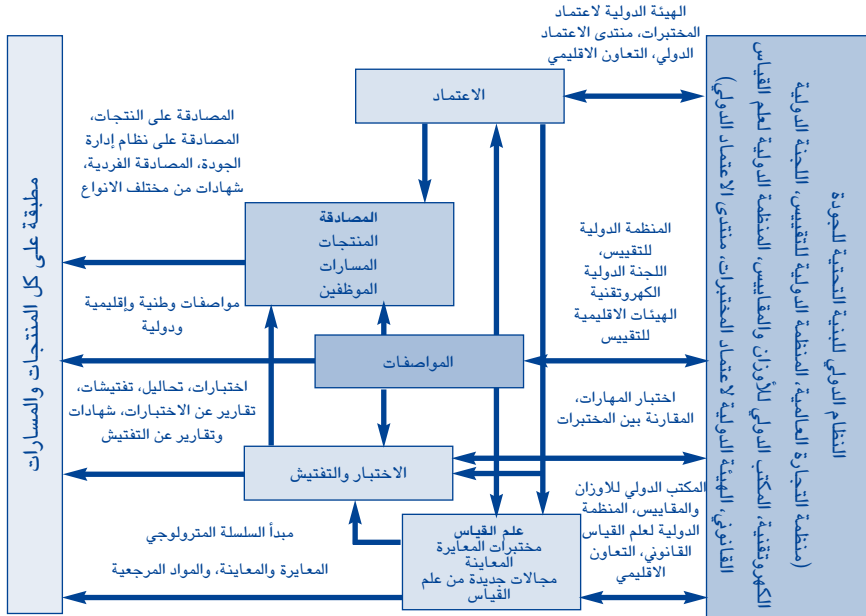 الهيئة الدولية لاعتماد
المختبرات، منتدى الاعتماد
الدولي، التعاون الاقليمي
الاعتماد
المصادقة على النتجات،
المصادقة على نظام إدارة
الجودة، المصادقة الفردية،
شهادات من مختلف الانواع
المصادقة
المنتجات
المسارات
الموظفين
المنظمة الدولية
للتقييس،
اللجنة الدولية
الكهروتقنية
الهيئات الاقليمية
للتقييس
مواصفات وطنية وإقليمية
ودولية
المواصفات
اختبار المهارات،
المقارنة بين المختبرات
اختبارات، تحاليل، تفتيشات،
تقارير عن الاختبارات، شهادات
وتقارير عن التفتيش
الاختبار والتفتيش
المكتب الدولي للاوزان
والمقاييس، المنظمة
الدولية لعلم القياس
القانوني، التعاون
الاقليمي
علم القياس
مختبرات المعايرة
المعاينة
مجالات جديدة من علم
القياس
مبدأ السلسلة المترولوجي
المعايرة والمعاينة، والمواد المرجعية
النظام الدولي للبنية التحتية للجودة
(منظمة التجارة العالمية، المنظمة الدولية للتقييس، اللجنة الدولية
الكهروتقنية، المكتب الدولي للأوزان والمقاييس، المنظمة الدولية لعلم القياس
القانوني، الهيئة الدولية لاعتماد المختبرات، منتدى الاعتماد الدولي)
مطبقة على كل المنتجات والمسارات